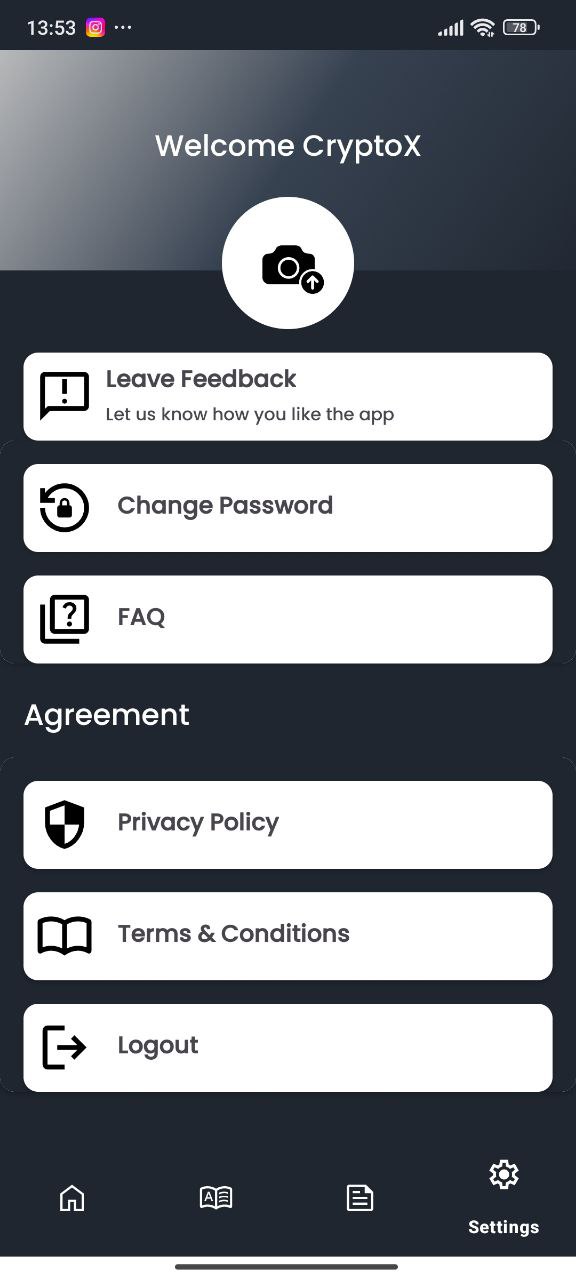 13:53
78
Welcome CryptoX
Leave Feedback
Let us know how you like the app
Change Password
FAQ
Agreement
Privacy Policy
Terms & Conditions
Logout
Settings